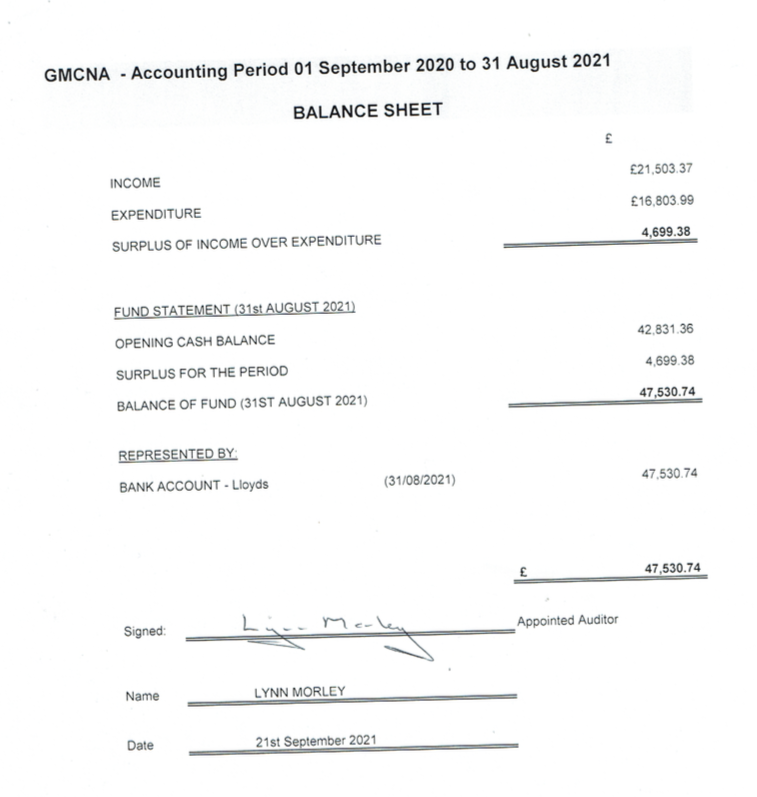 GMCNA - Accounting Period 01 September 2020 to 31 August 2021
BALANCE SHEET
£
INCOME £21,503.37
EXPENDITURE £16,803.99
SURPLUS OF INCOME OVER EXPENDITURE 4,699.38
FUND STATEMENT (31st AUGUST 2021)
OPENING CASH BALANCE 42,831.36
SURPLUS FOR THE PERIOD 4,699.38
BALANCE OF FUND (31ST AUGUST 2021) 47,530.74
REPRESENTED BY:
BANK ACCOUNT - Lloyds (31/08/2021) 47,530.74
£ 47,530.74
Signed: Lynn Morley Appointed Auditor
Name LYNN MORLEY
Date 21st September 2021